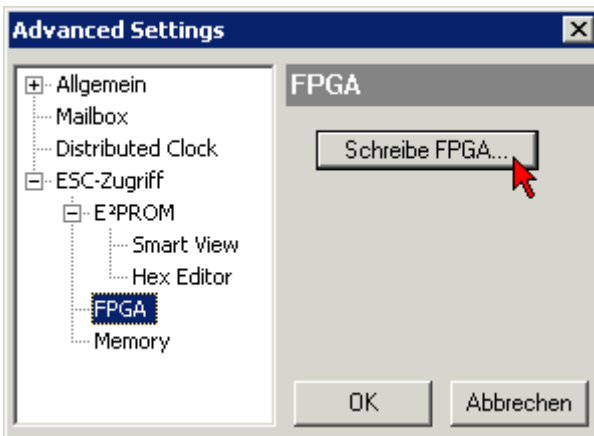 Advanced Settings
Allgemein
Mailbox
Distributed Clock
ESC-Zugriff
E²PROM
Smart View
Hex Editor
FPGA
Memory
FPGA
Schreibe FPGA...
OK
Abbrechen